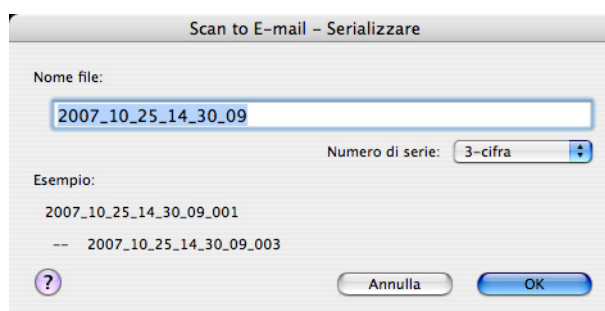 Scan to E-mail – Serializzare
Nome file:
2007_10_25_14_30_09
Numero di serie: 3-cifra
Esempio:
2007_10_25_14_30_09_001
-- 2007_10_25_14_30_09_003
? Annulla OK